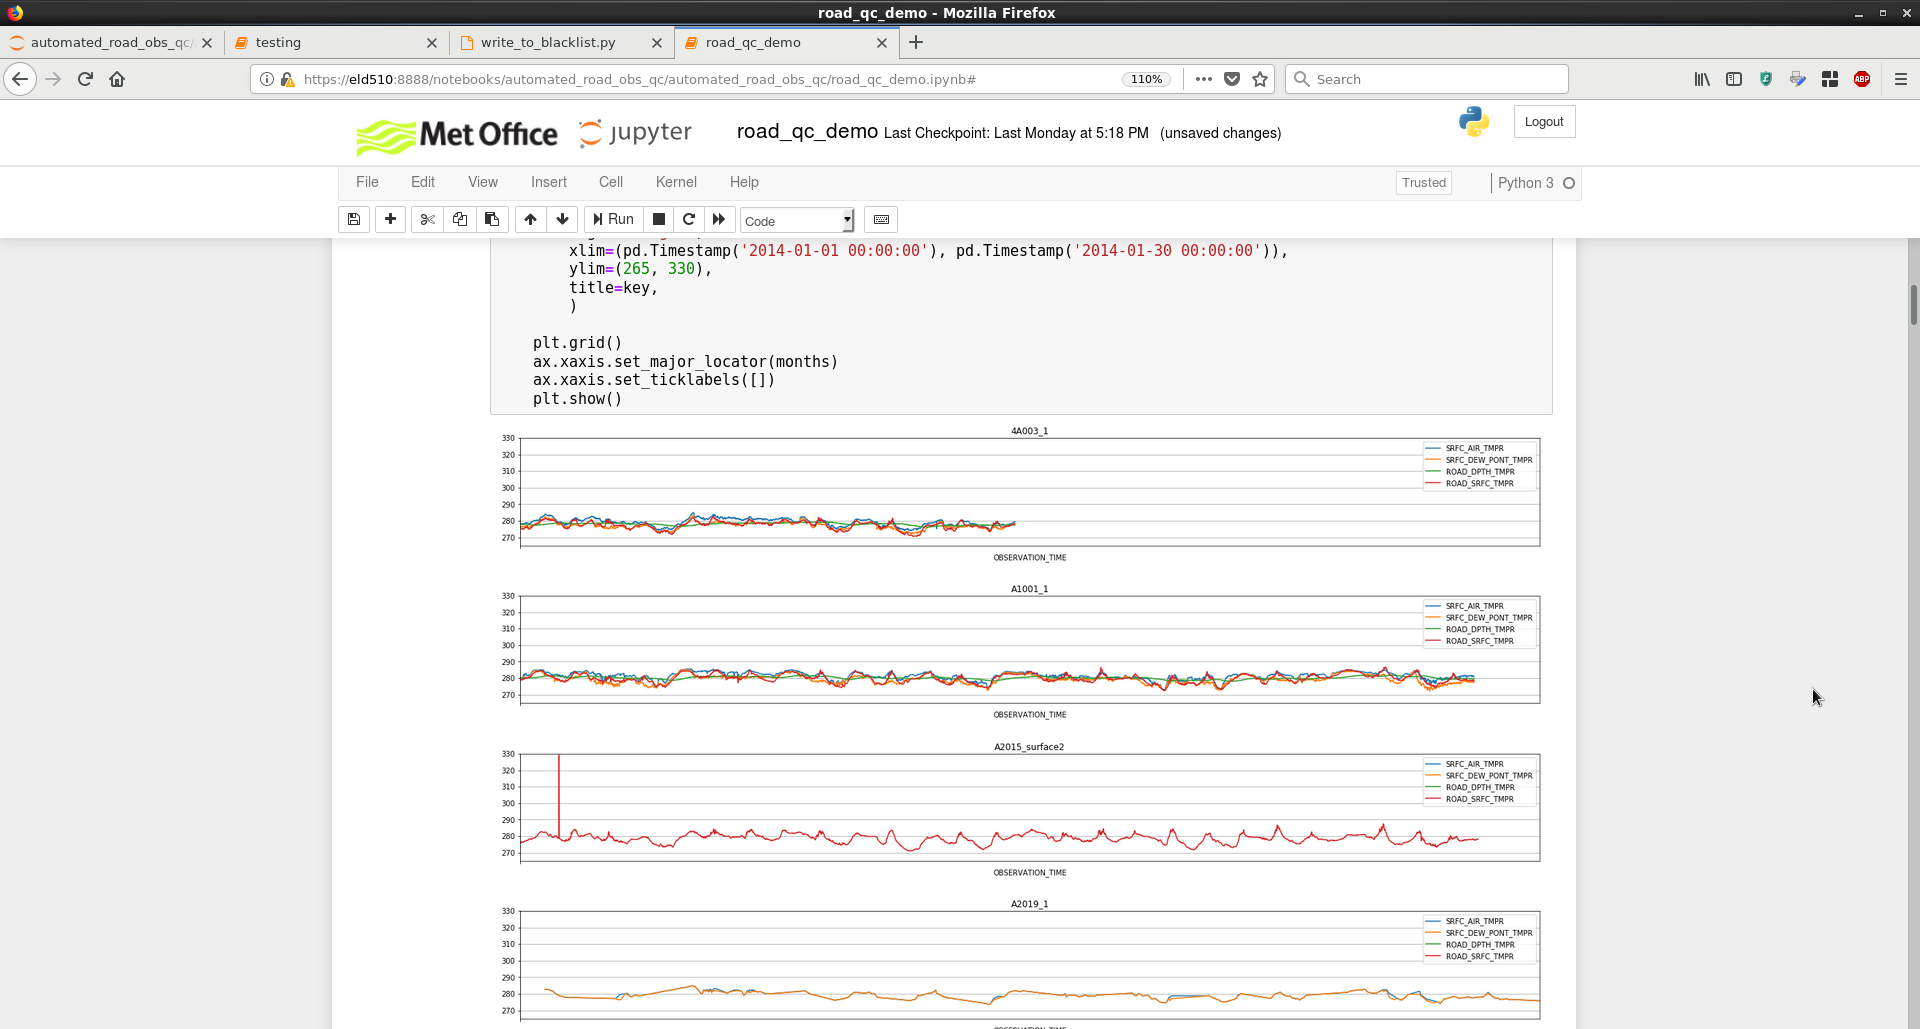 road_qc_demo - Mozilla Firefox
automated_road_obs_qc/
testing
write_to_blacklist.py
road_qc_demo
https://eld510:8888/notebooks/automated_road_obs_qc/automated_road_obs_qc/road_qc_demo.ipynb#
110%
Search
ABP
Met Office
jupyter
road_qc_demo Last Checkpoint: Last Monday at 5:18 PM (unsaved changes)
Logout
File Edit View Insert Cell Kernel Help
Trusted
Python 3
Run
Code
xlim=(pd.Timestamp('2014-01-01 00:00:00'), pd.Timestamp('2014-01-30 00:00:00')),
ylim=(265, 330),
title=key,
)
plt.grid()
ax.xaxis.set_major_locator(months)
ax.xaxis.set_ticklabels([])
plt.show()
4A003_1
330
320
310
300
290
280
270
SRFC_AIR_TMPR
SRFC_DEW_PONT_TMPR
ROAD_DPTH_TMPR
ROAD_SRFC_TMPR
OBSERVATION_TIME
A1001_1
330
320
310
300
290
280
270
SRFC_AIR_TMPR
SRFC_DEW_PONT_TMPR
ROAD_DPTH_TMPR
ROAD_SRFC_TMPR
OBSERVATION_TIME
A2015_surface2
330
320
310
300
290
280
270
SRFC_AIR_TMPR
SRFC_DEW_PONT_TMPR
ROAD_DPTH_TMPR
ROAD_SRFC_TMPR
OBSERVATION_TIME
A2019_1
330
320
310
300
290
280
270
SRFC_AIR_TMPR
SRFC_DEW_PONT_TMPR
ROAD_DPTH_TMPR
ROAD_SRFC_TMPR